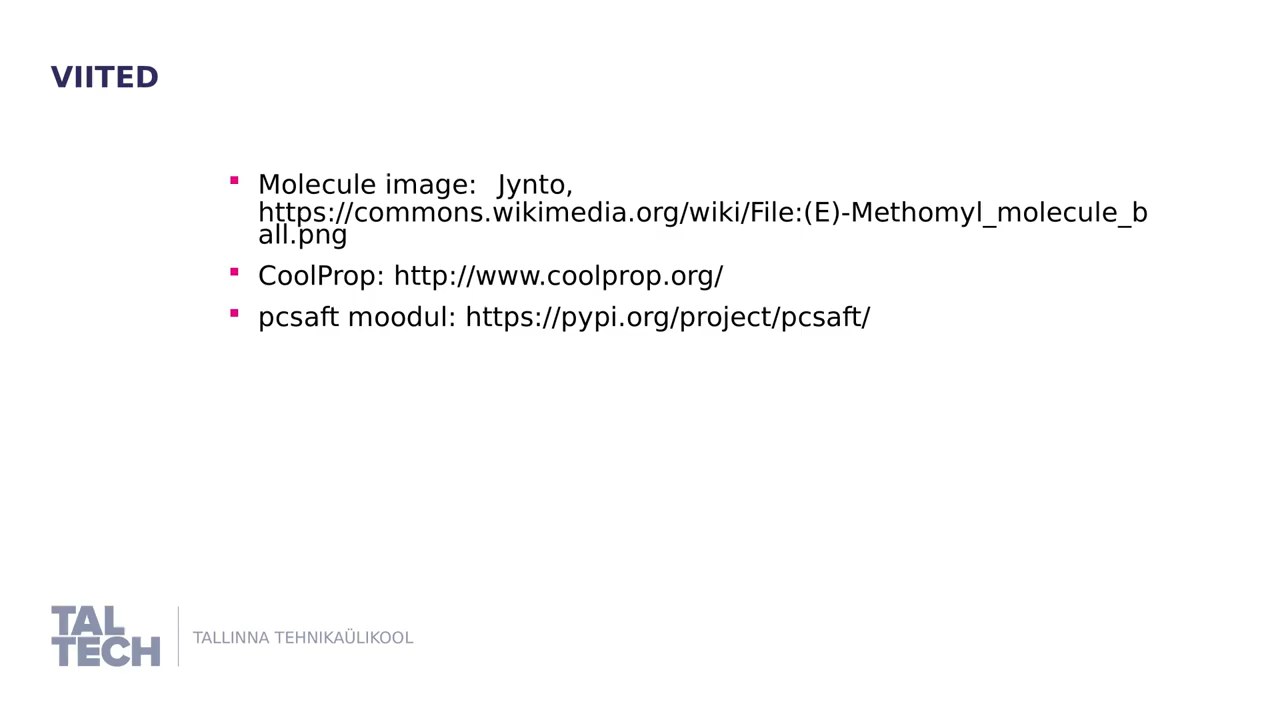 VIITED
Molecule image: Jynto,
https://commons.wikimedia.org/wiki/File:(E)-Methomyl_molecule_b
all.png
CoolProp: http://www.coolprop.org/
pcsaft moodul: https://pypi.org/project/pcsaft/
TAL
TECH
TALLINNA TEHNIKAÜLIKOOL